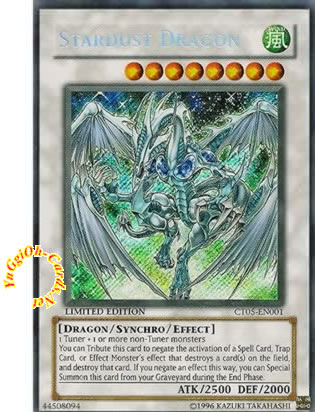 STARDUST DRAGON
風
YuGgiOh-Cards.Net
LIMITED EDITION
CT05-EN001
[DRAGON/SYNCHRO/EFFECT]
1 Tuner + 1 or more non-Tuner monsters
You can Tribute this card to negate the activation of a Spell Card, Trap
Card, or Effect Monster's effect that destroys a card(s) on the field,
and destroy that card. If you negate an effect this way, you can Special
Summon this card from your Graveyard during the End Phase.
ATK/2500 DEF/2000
44508094
©1996 KAZUKI TAKAHASHI